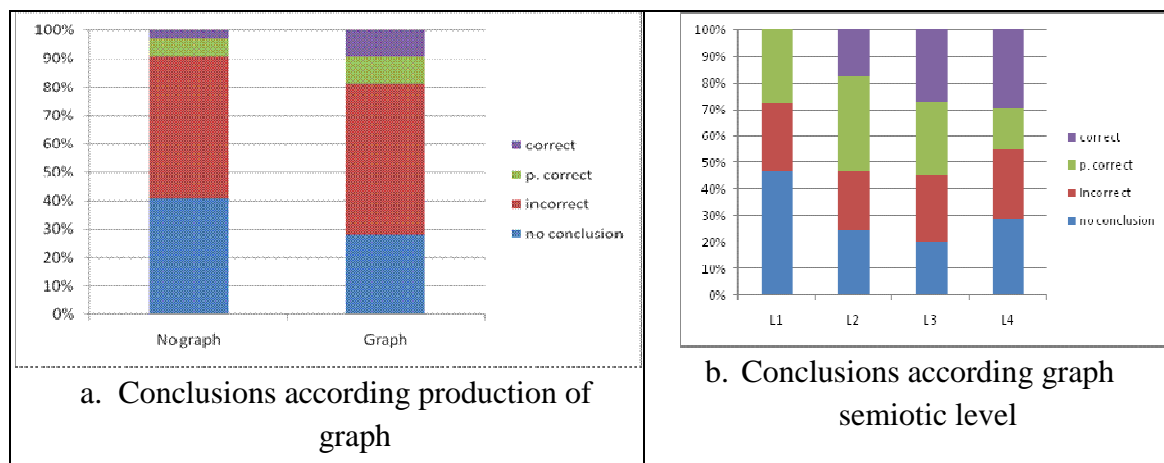 100%
90%
80%
70%
60%
50%
40%
30%
20%
10%
0%
No graph
Graph
correct
p. correct
incorrect
no conclusion
a. Conclusions according production of
graph
100%
90%
80%
70%
60%
50%
40%
30%
20%
10%
0%
L1 L2 L3 L4
correct
p. correct
incorrect
no conclusion
b. Conclusions according graph
semiotic level